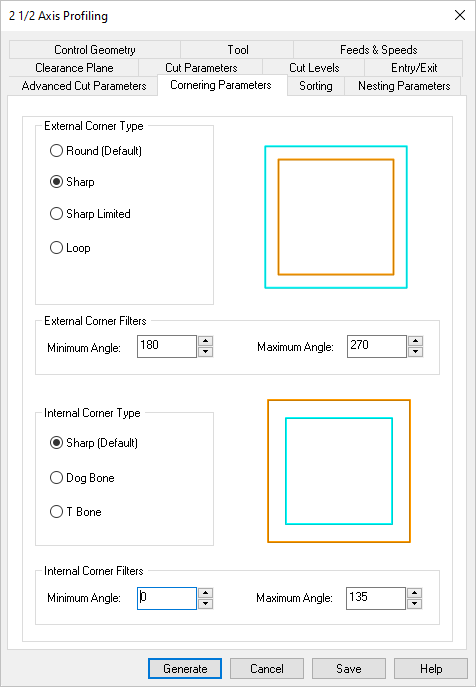 2 1/2 Axis Profiling
Control Geometry Tool Feeds & Speeds
Clearance Plane Cut Parameters Cut Levels Entry/Exit
Advanced Cut Parameters Cornering Parameters Sorting Nesting Parameters
External Corner Type
Round (Default)
Sharp
Sharp Limited
Loop
External Corner Filters
Minimum Angle: 180 Maximum Angle: 270
Internal Corner Type
Sharp (Default)
Dog Bone
T Bone
Internal Corner Filters
Minimum Angle: 0 Maximum Angle: 135
Generate Cancel Save Help